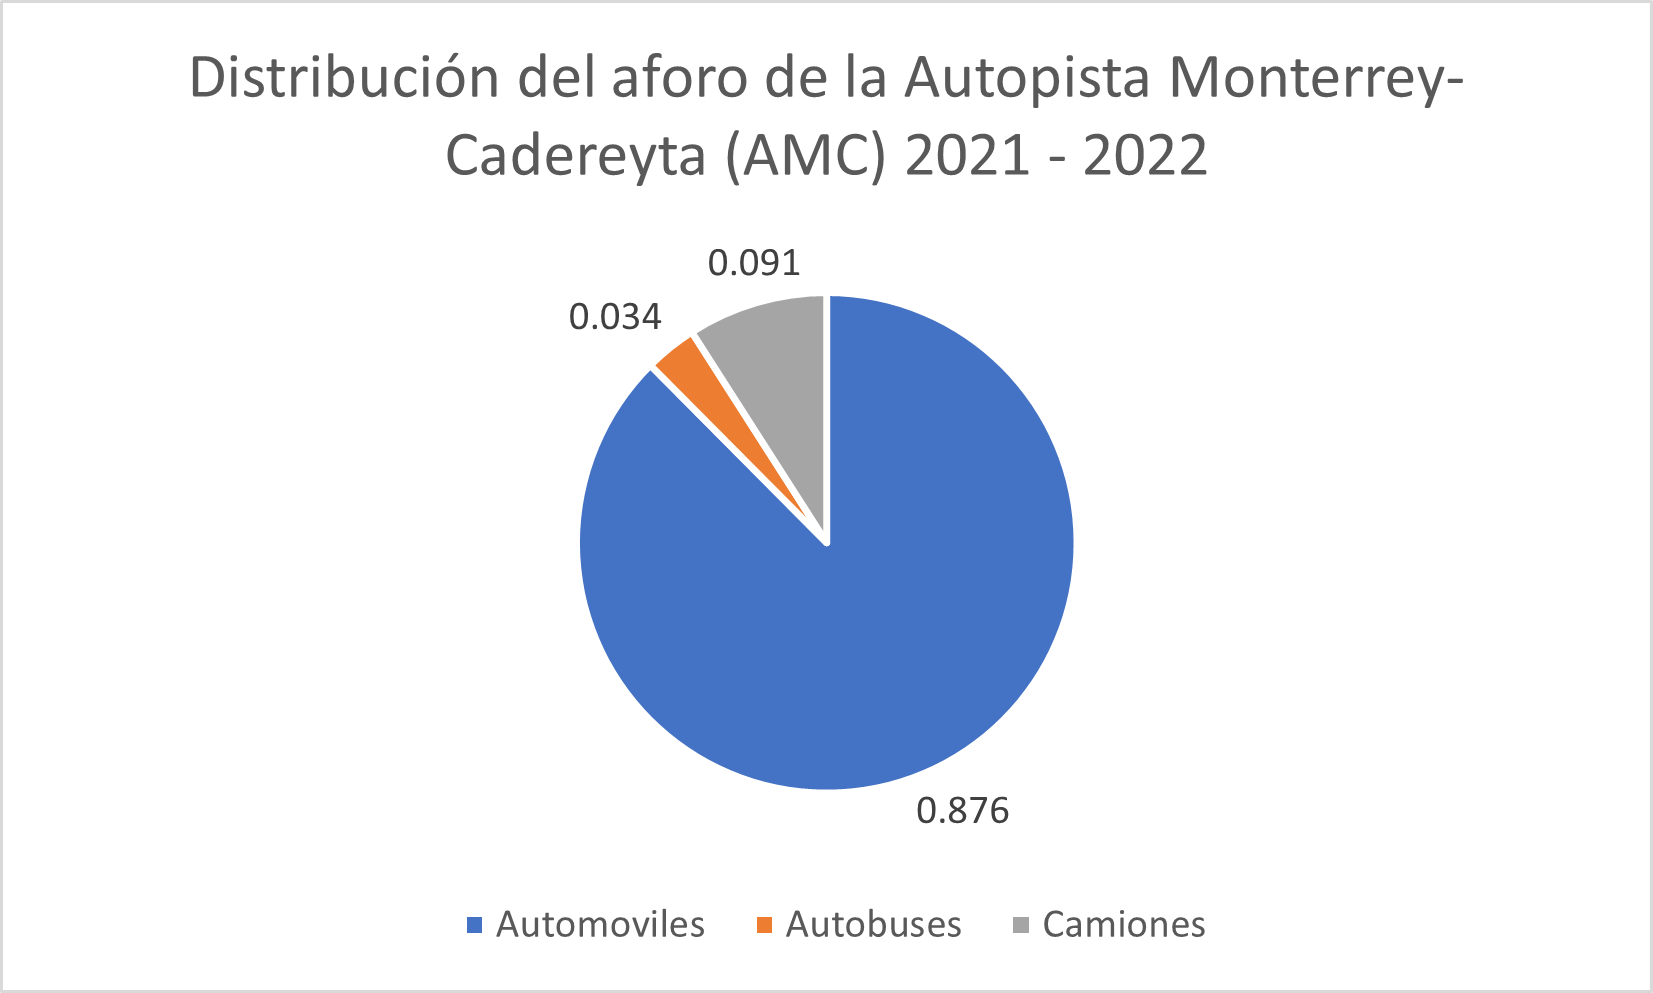 Distribución del aforo de la Autopista Monterrey-
Cadereyta (AMC) 2021 - 2022
0.091
0.034
0.876
Automoviles
Autobuses
Camiones